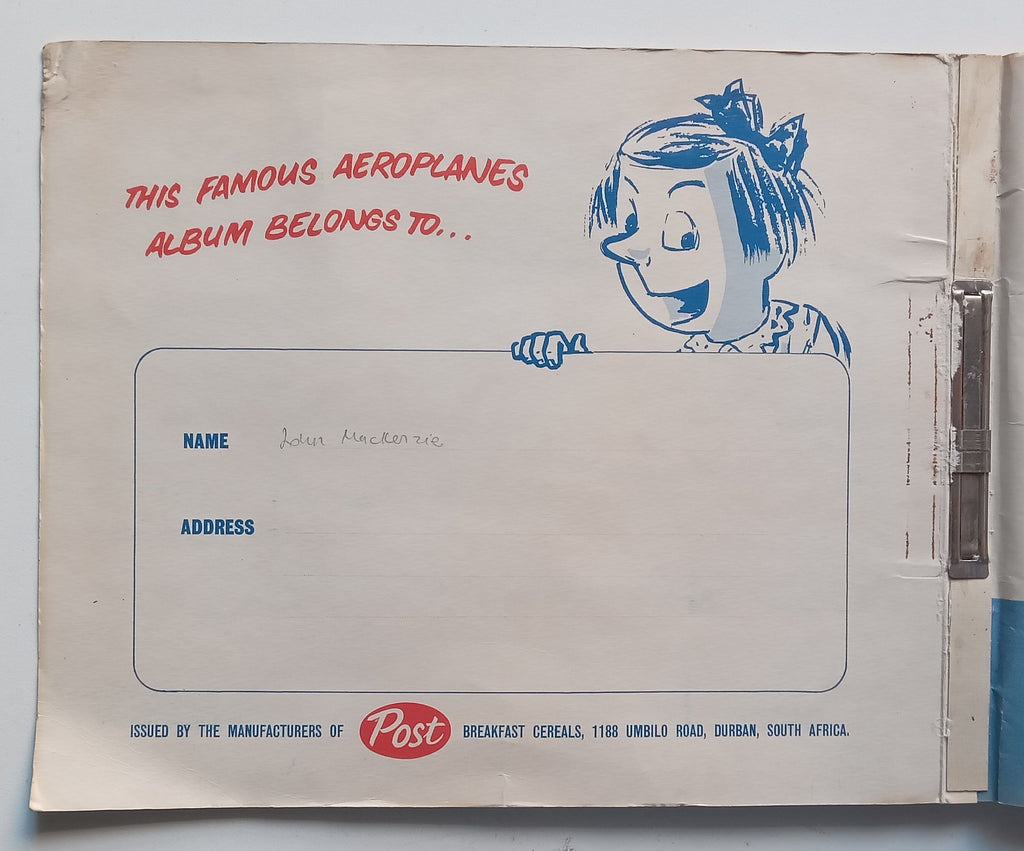 THIS FAMOUS AEROPLANES
ALBUM BELONGS TO...
NAME John MacKenzie
ADDRESS
ISSUED BY THE MANUFACTURERS OF Post BREAKFAST CEREALS, 1188 UMBILO ROAD, DURBAN, SOUTH AFRICA.